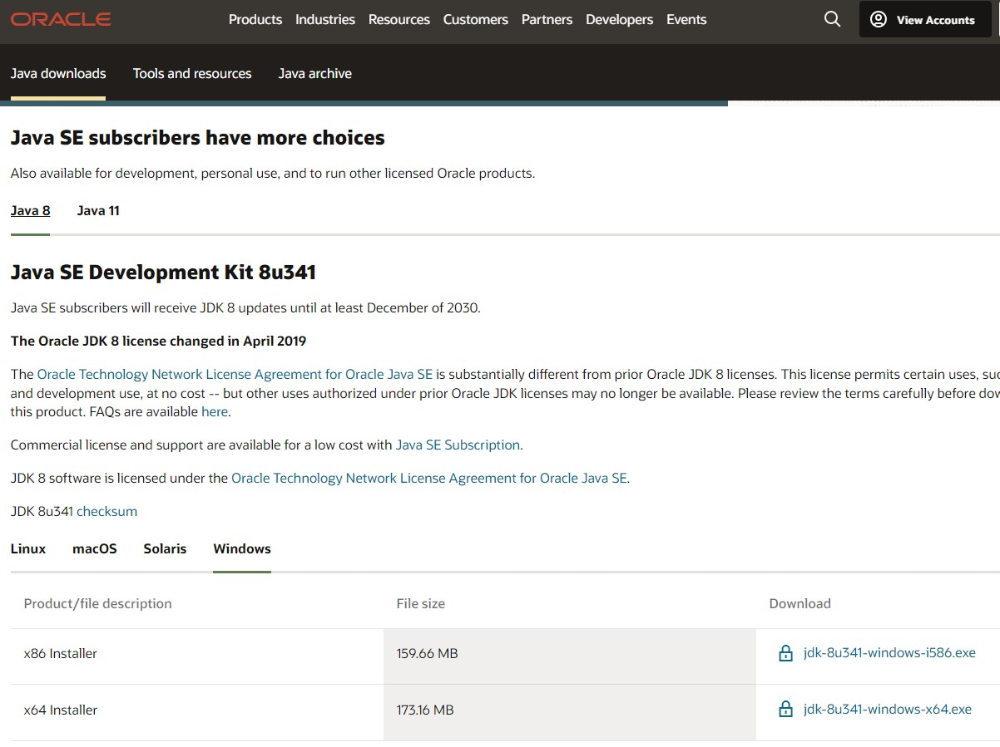 ORACLE
Products Industries Resources Customers Partners Developers Events
View Accounts
Java downloads Tools and resources Java archive
Java SE subscribers have more choices
Also available for development, personal use, and to run other licensed Oracle products.
Java 8 Java 11
Java SE Development Kit 8u341
Java SE subscribers will receive JDK 8 updates until at least December of 2030.
The Oracle JDK 8 license changed in April 2019
The Oracle Technology Network License Agreement for Oracle Java SE is substantially different from prior Oracle JDK 8 licenses. This license permits certain uses,
and development use, at no cost -- but other uses authorized under prior Oracle JDK licenses may no longer be available. Please review the terms carefully before
this product. FAQs are available here.
Commercial license and support are available for a low cost with Java SE Subscription.
JDK 8 software is licensed under the Oracle Technology Network License Agreement for Oracle Java SE.
JDK 8u341 checksum
Linux macOS Solaris Windows
Product/file description File size Download
x86 Installer 159.66 MB jdk-8u341-windows-i586.exe
x64 Installer 173.16 MB jdk-8u341-windows-x64.exe